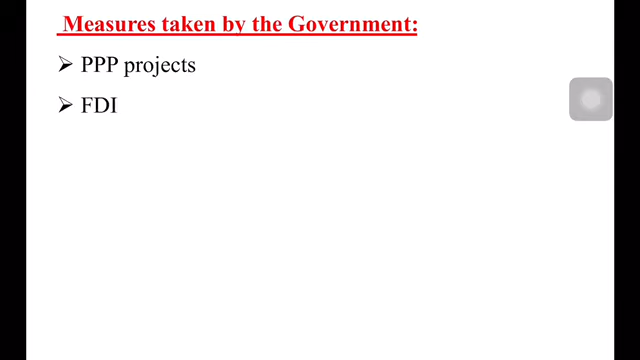 Measures taken by the Government:
➢ PPP projects
➢ FDI